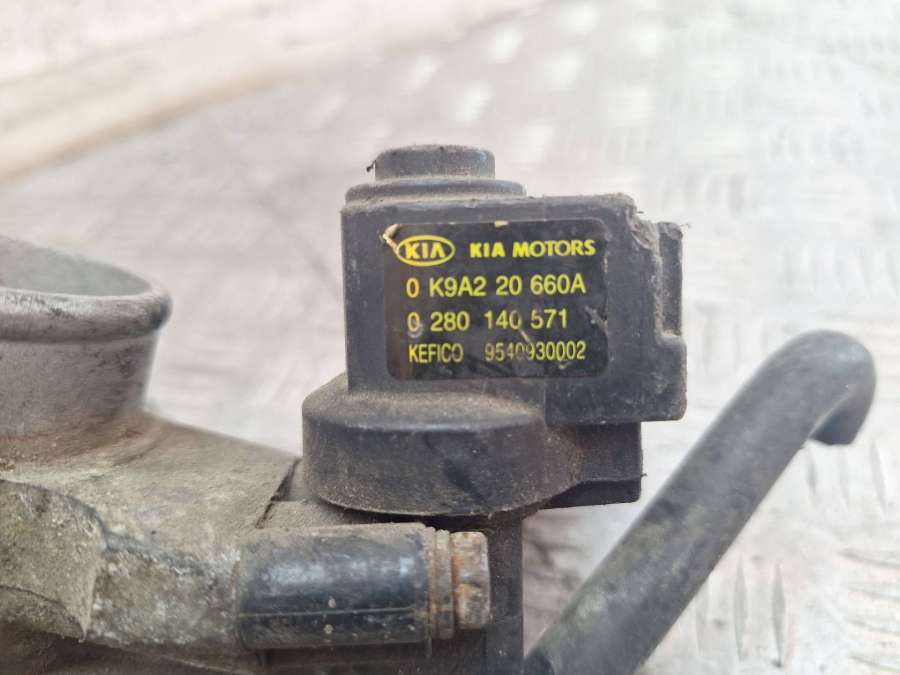 KIA KIA MOTORS
0 K9A2 20 660A
0 280 140 571
KEFICO 9540930002